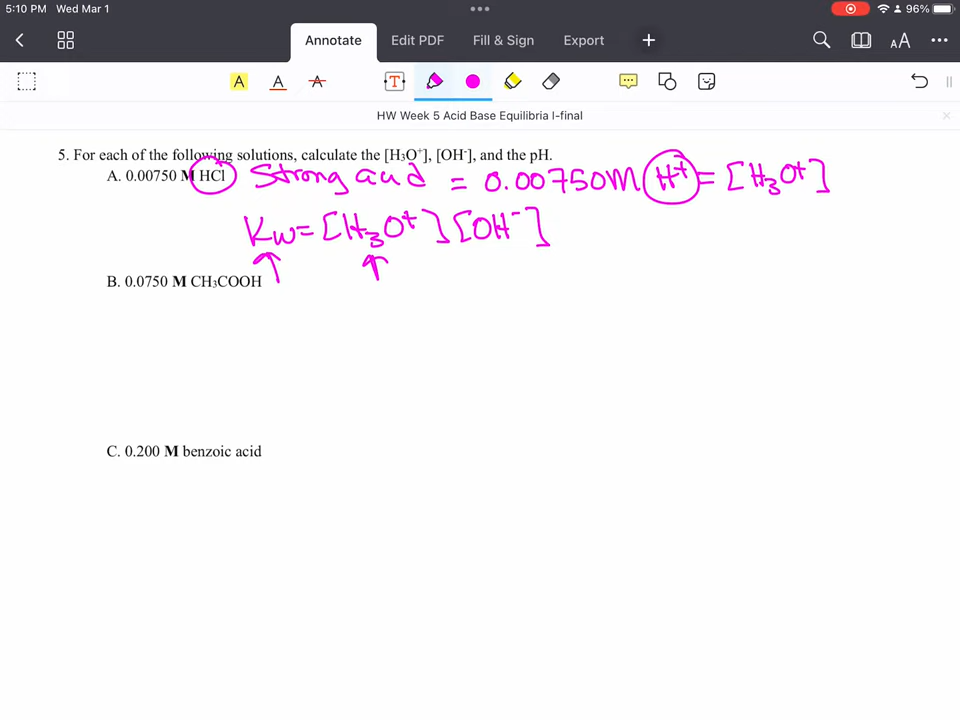 5:10 PM Wed Mar 1
96%
Annotate Edit PDF Fill & Sign Export +
AA
A A A T
HW Week 5 Acid Base Equilibria I-final
5. For each of the following solutions, calculate the [H₃O⁺], [OH⁻], and the pH.
A. 0.00750 M HCl Strong acid = 0.00750M H⁺ = [H₃O⁺]
Kw = [H₃O⁺][OH⁻]
B. 0.0750 M CH₃COOH
C. 0.200 M benzoic acid